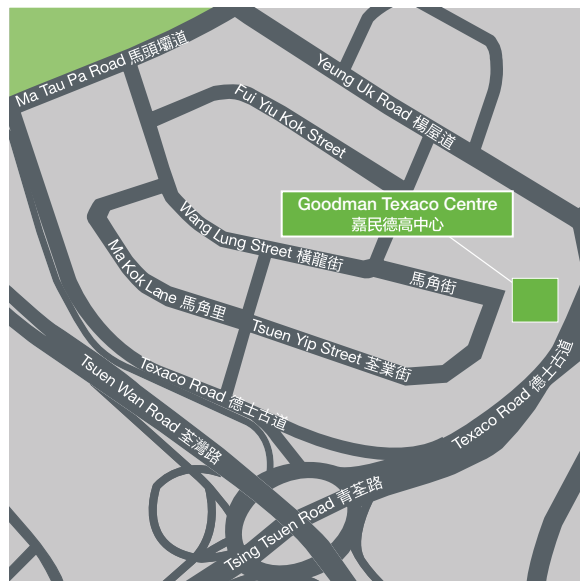 Ma Tau Pa Road 馬頭壩道
Yeung Uk Road 楊屋道
Fui Yiu Kok Street
Goodman Texaco Centre
嘉民德高中心
Wang Lung Street 橫龍街
馬角街
Ma Kok Lane 馬角里
Tsuen Yip Street 荃業街
Texaco Road 德士古道
Texaco Road 德士古道
Tsuen Wan Road 荃灣路
Tsing Tsuen Road 青荃路